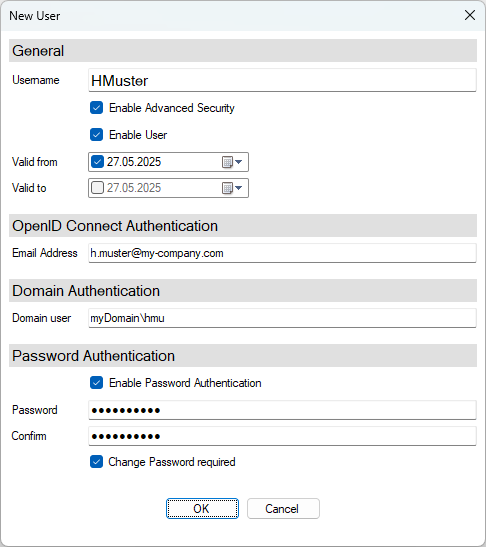 New User
General
Username HMuster
Enable Advanced Security
Enable User
Valid from 27.05.2025
Valid to 27.05.2025
OpenID Connect Authentication
Email Address h.muster@my-company.com
Domain Authentication
Domain user myDomain\hmu
Password Authentication
Enable Password Authentication
Password ●●●●●●●●●●
Confirm ●●●●●●●●●●
Change Password required
OK Cancel